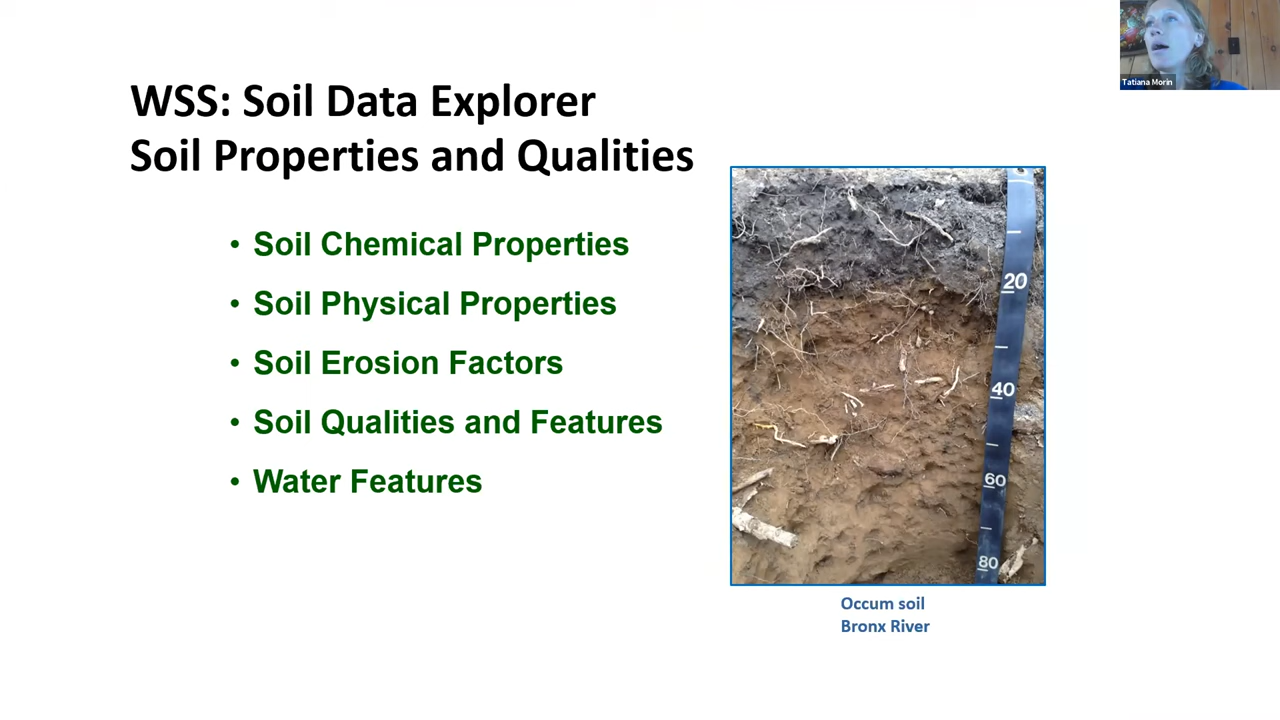 Tatiana Morin
WSS: Soil Data Explorer
Soil Properties and Qualities
• Soil Chemical Properties
• Soil Physical Properties
• Soil Erosion Factors
• Soil Qualities and Features
• Water Features
20
40
60
80
Occum soil
Bronx River